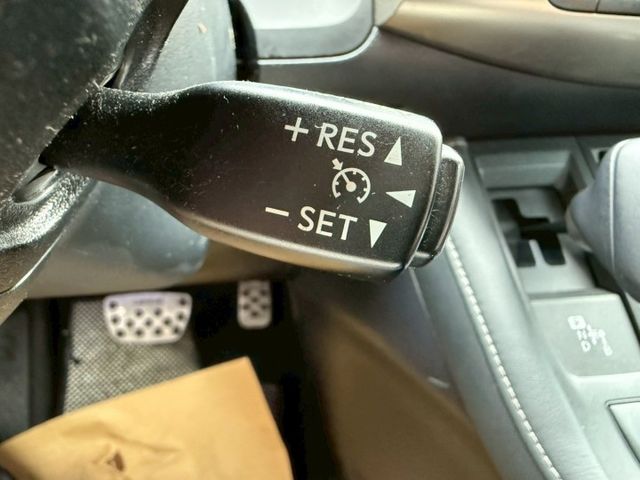 + RES
- SET
N
D